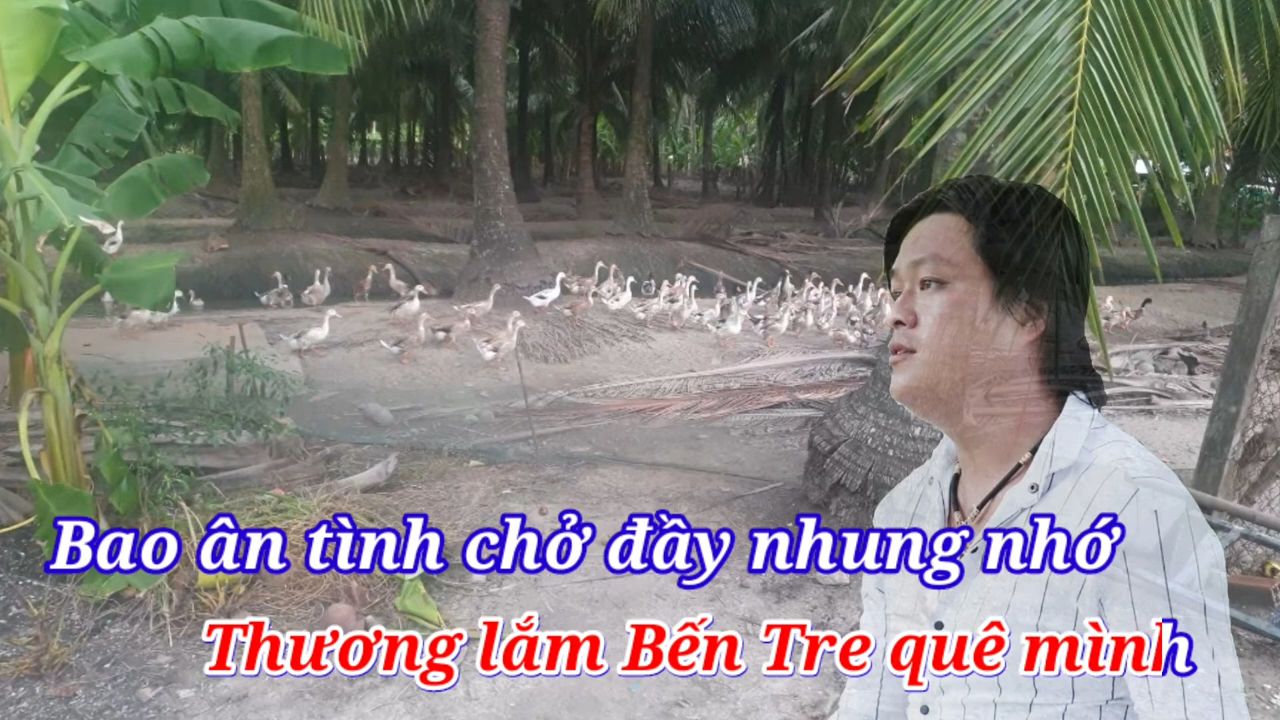 Bao ân tình chở đầy nhung nhớ
Thương lắm Bến Tre quê mình